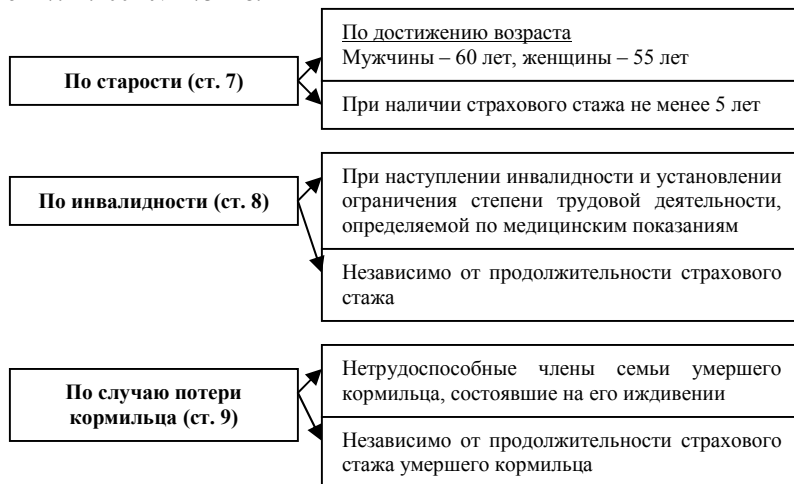 По старости (ст. 7)
По достижению возраста
Мужчины – 60 лет, женщины – 55 лет
При наличии страхового стажа не менее 5 лет
По инвалидности (ст. 8)
При наступлении инвалидности и установлении
ограничения степени трудовой деятельности,
определяемой по медицинским показаниям
Независимо от продолжительности страхового
стажа
По случаю потери
кормильца (ст. 9)
Нетрудоспособные члены семьи умершего
кормильца, состоявшие на его иждивении
Независимо от продолжительности страхового
стажа умершего кормильца